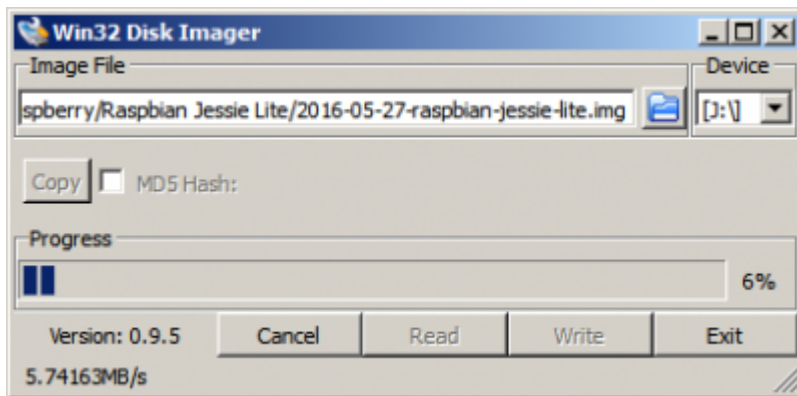 Win32 Disk Imager
Image File
Device
spberry/Raspbian Jessie Lite/2016-05-27-raspbian-jessie-lite.img
[J:\]
Copy
MD5 Hash:
Progress
6%
Version: 0.9.5
Cancel
Read
Write
Exit
5.74163MB/s